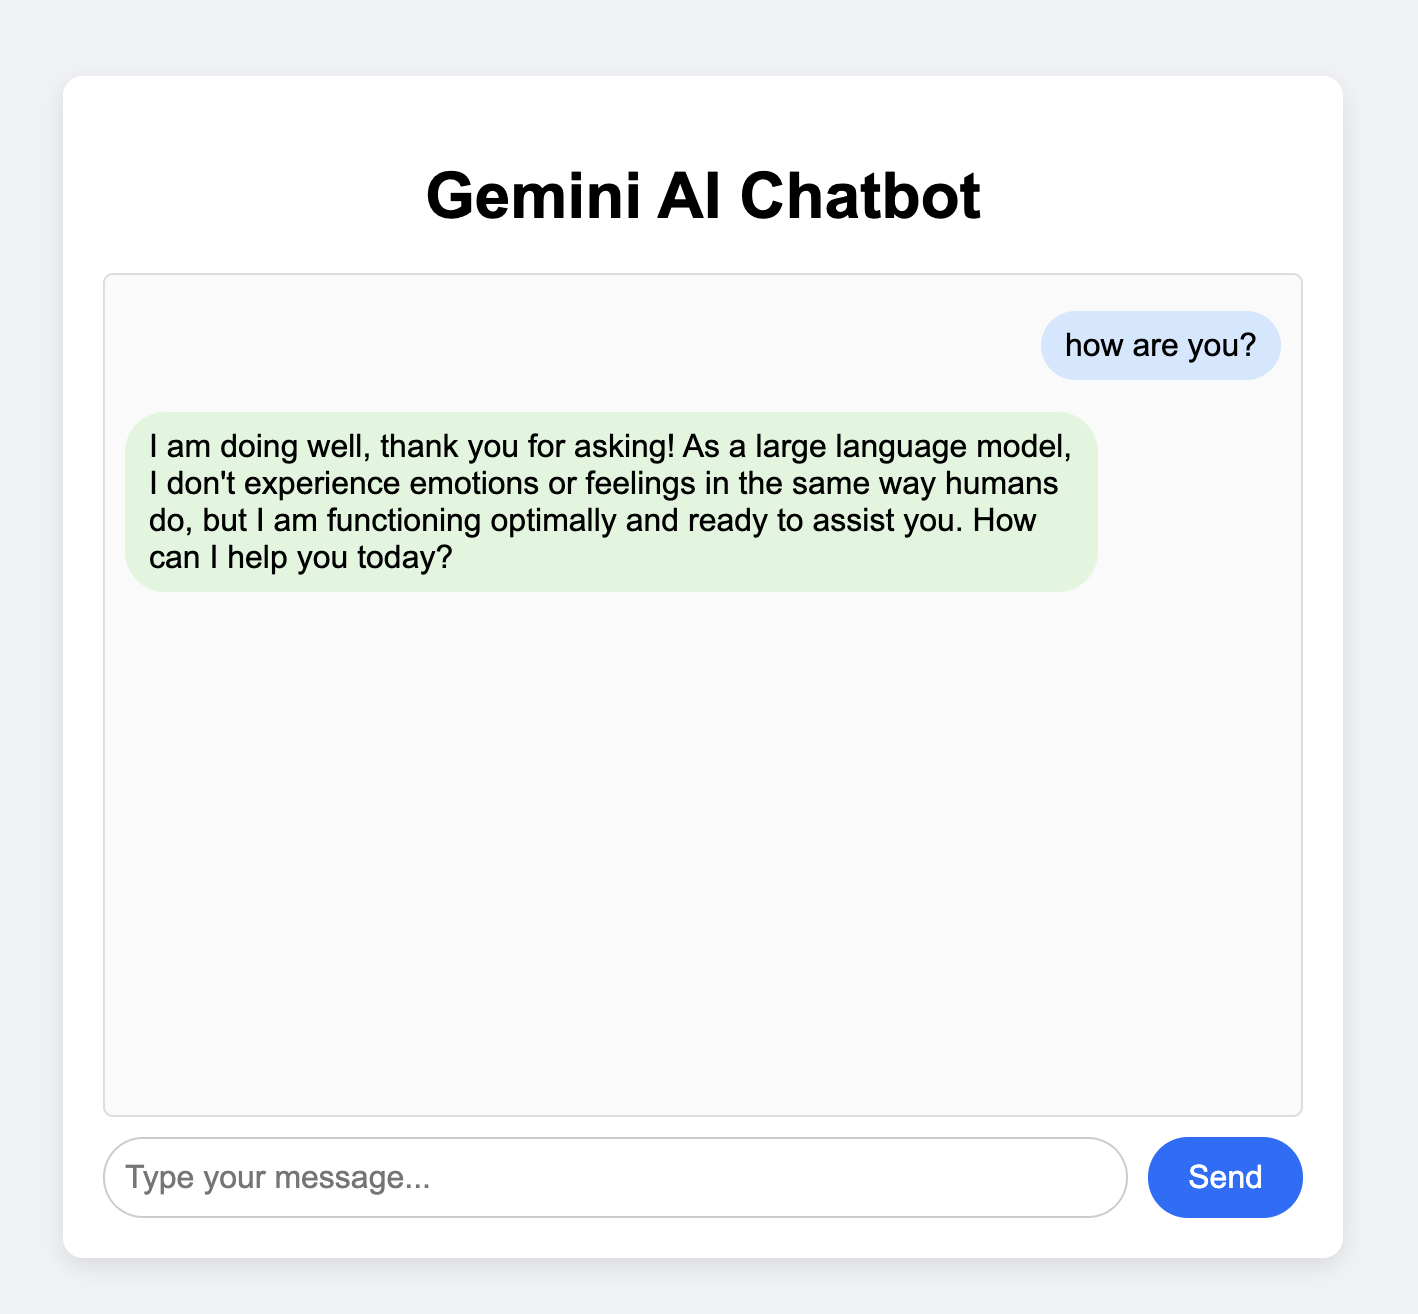 Gemini AI Chatbot
how are you?
I am doing well, thank you for asking! As a large language model,
I don't experience emotions or feelings in the same way humans
do, but I am functioning optimally and ready to assist you. How
can I help you today?
Type your message...
Send